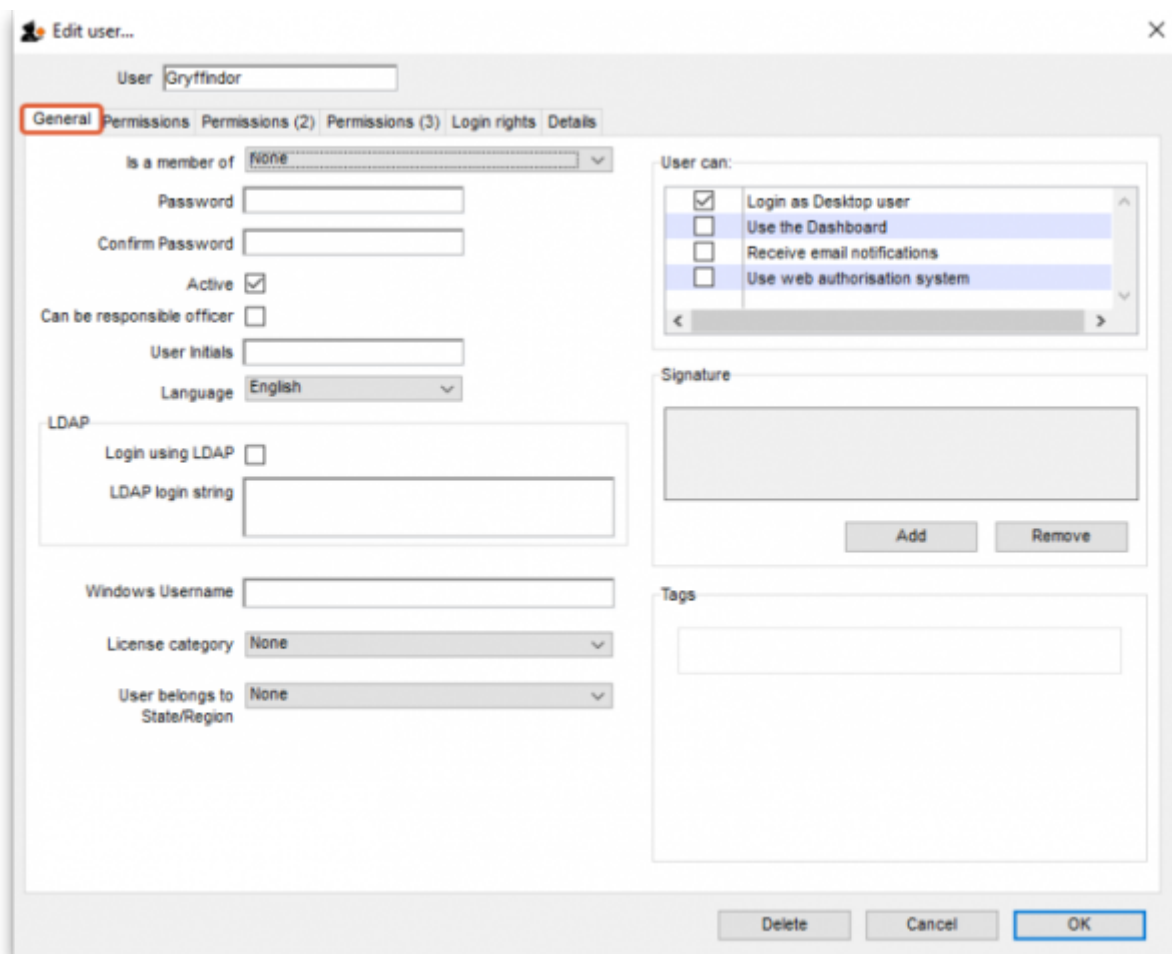 Edit user...
User Gryffindor
General Permissions Permissions (2) Permissions (3) Login rights Details
Is a member of None
Password
Confirm Password
Active
Can be responsible officer
User Initials
Language English
LDAP
Login using LDAP
LDAP login string
Windows Username
License category None
User belongs to None
State/Region
User can:
Login as Desktop user
Use the Dashboard
Receive email notifications
Use web authorisation system
Signature
Add Remove
Tags
Delete Cancel OK